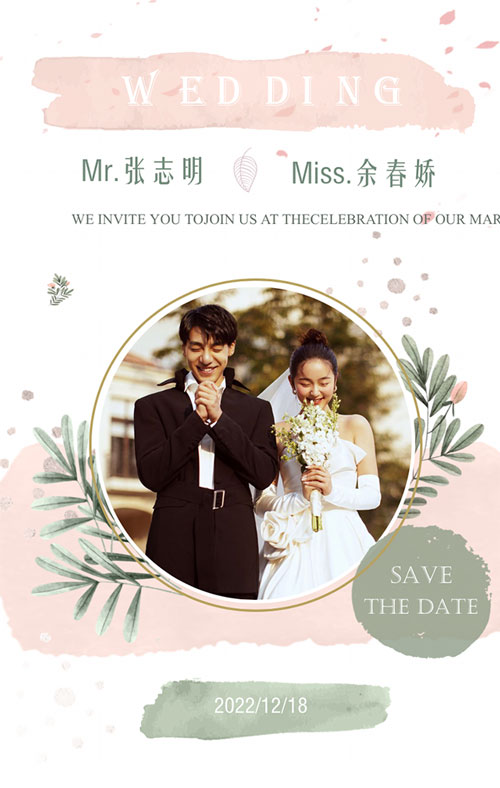 WEDDING
Mr.张志明 Miss.余春娇
WE INVITE YOU TOJOIN US AT THECELEBRATION OF OUR MAR
SAVE
THE DATE
2022/12/18